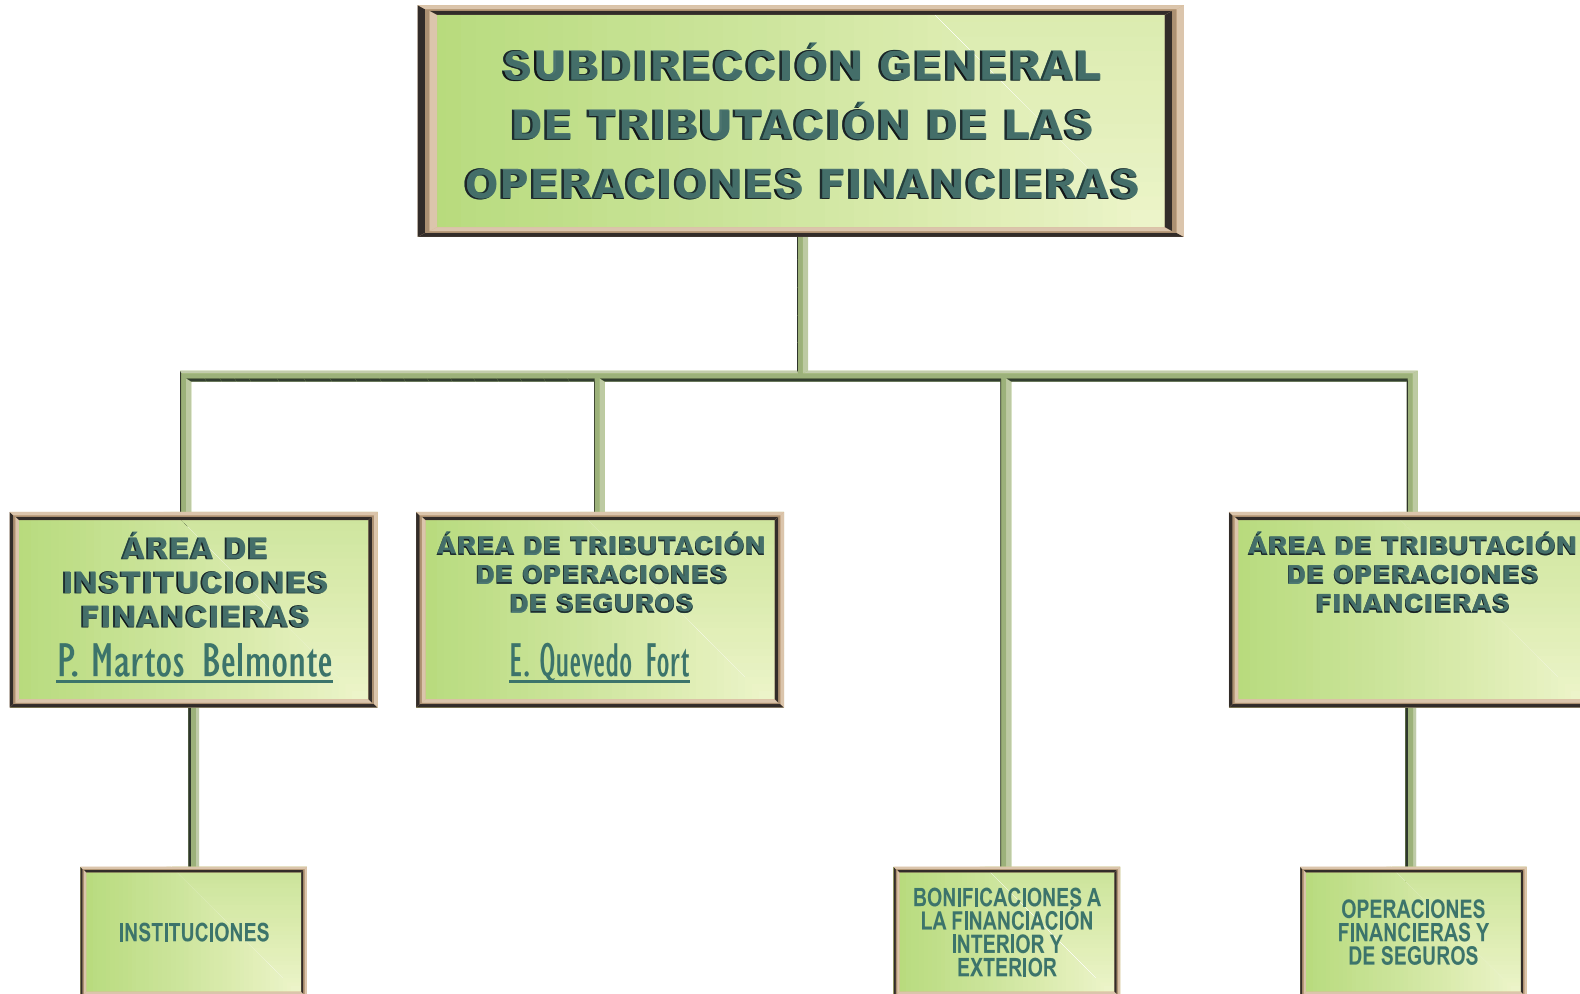 SUBDIRECCIÓN GENERAL
DE TRIBUTACIÓN DE LAS
OPERACIONES FINANCIERAS
ÁREA DE
INSTITUCIONES
FINANCIERAS
P. Martos Belmonte
ÁREA DE TRIBUTACIÓN
DE OPERACIONES
DE SEGUROS
E. Quevedo Fort
ÁREA DE TRIBUTACIÓN
DE OPERACIONES
FINANCIERAS
INSTITUCIONES
BONIFICACIONES A
LA FINANCIACIÓN
INTERIOR Y
EXTERIOR
OPERACIONES
FINANCIERAS Y
DE SEGUROS